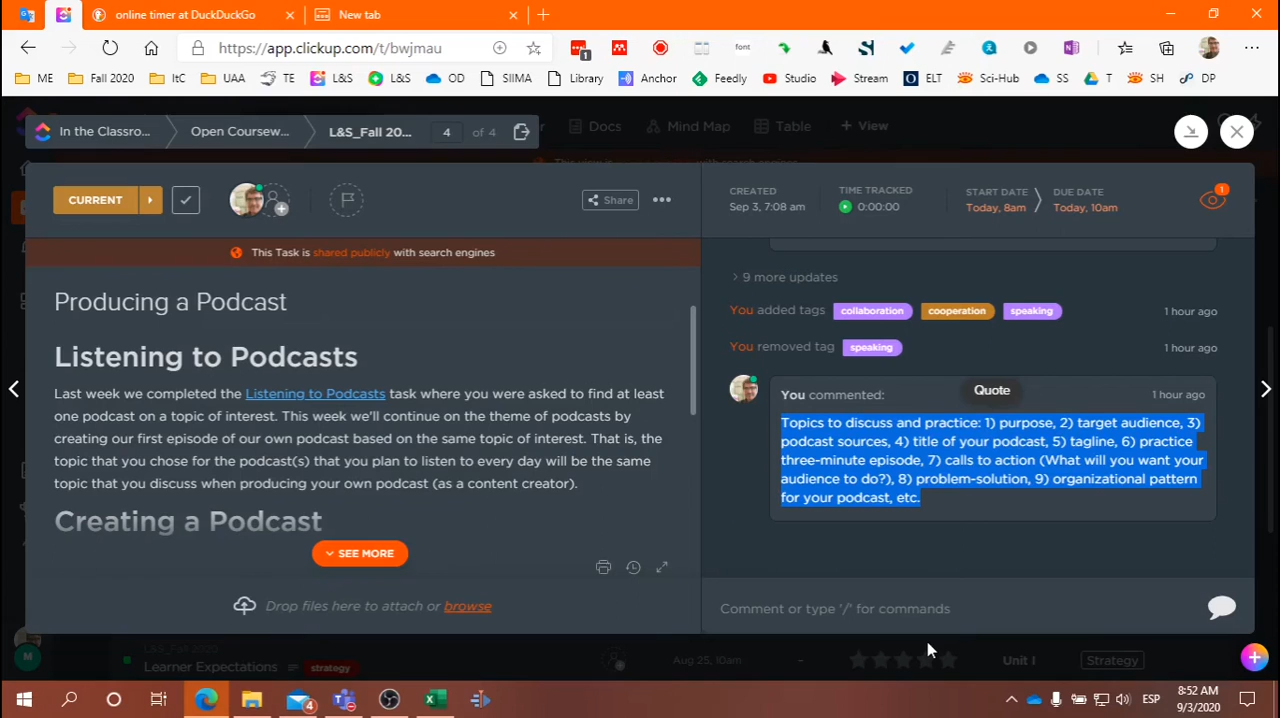 online timer at DuckDuckGo
New tab
https://app.clickup.com/t/bwjmau
1
font
ME
Fall 2020
ItC
UAA
TE
L&S
L&S
OD
SIIMA
Library
Anchor
Feedly
Studio
Stream
ELT
Sci-Hub
SS
T
SH
DP
In the Classro...
Open Coursew...
L&S_Fall 20...
4
of 4
Docs
Mind Map
Table
+ View
CURRENT
Share
CREATED
Sep 3, 7:08 am
TIME TRACKED
0:00:00
START DATE
Today, 8am
DUE DATE
Today, 10am
1
This Task is shared publicly with search engines
Producing a Podcast
Listening to Podcasts
Last week we completed the Listening to Podcasts task where you were asked to find at least
one podcast on a topic of interest. This week we'll continue on the theme of podcasts by
creating our first episode of our own podcast based on the same topic of interest. That is, the
topic that you chose for the podcast(s) that you plan to listen to every day will be the same
topic that you discuss when producing your own podcast (as a content creator).
Creating a Podcast
SEE MORE
Drop files here to attach or browse
9 more updates
You added tags collaboration cooperation speaking
1 hour ago
You removed tag speaking
1 hour ago
You commented:
Quote
1 hour ago
Topics to discuss and practice: 1) purpose, 2) target audience, 3)
podcast sources, 4) title of your podcast, 5) tagline, 6) practice
three-minute episode, 7) calls to action (What will you want your
audience to do?), 8) problem-solution, 9) organizational pattern
for your podcast, etc.
Comment or type '/' for commands
L&S_Fall 2020
Learner Expectations
strategy
Aug 25, 10am
-
Unit I
Strategy
M
4
ESP
8:52 AM
9/3/2020